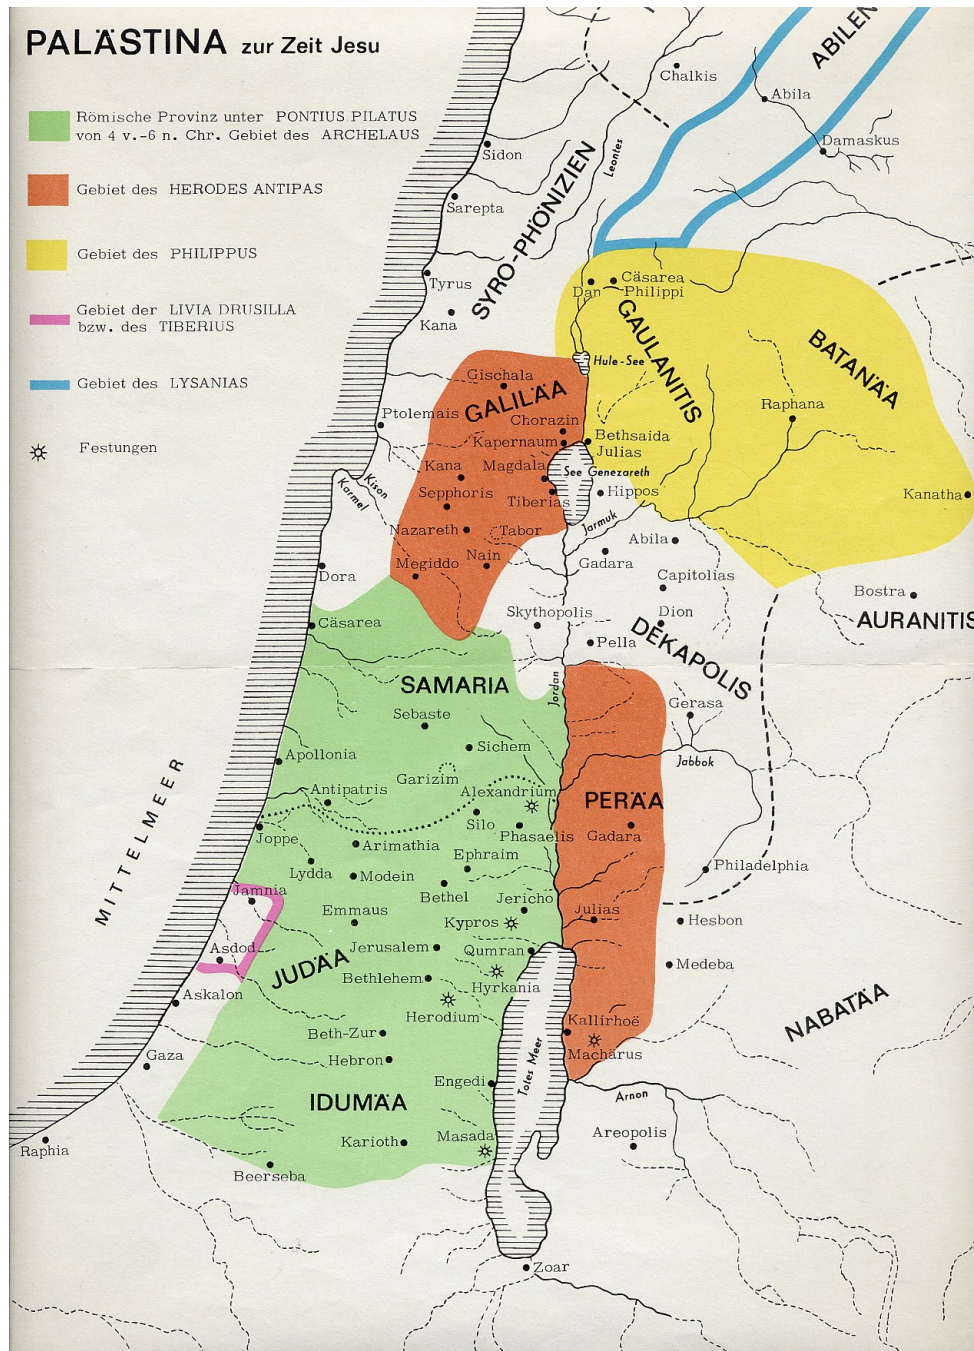 PALÄSTINA zur Zeit Jesu
Römische Provinz unter PONTIUS PILATUS
von 4 v.-6 n. Chr. Gebiet des ARCHELAUS
Gebiet des HERODES ANTIPAS
Gebiet des PHILIPPUS
Gebiet der LIVIA DRUSILLA
bzw. des TIBERIUS
Gebiet des LYSANIAS
Festungen
ABILEN
Chalkis
Abila
Damaskus
Leontes
Sidon
Sarepta
SYRO-PHÖNIZIEN
Tyrus
Kana
Dan
Cäsarea
Philippi
GAULANITIS
BATANÄA
Hule-See
Gischala
GALILÄA
Raphana
Ptolemais
Chorazin
Kapernaum
Bethsaida
Julias
Kana
Magdala
See Genezareth
Kison
Karmel
Sepphoris
Tiberias
Hippos
Kanatha
Nazareth
Tabor
Jarmuk
Abila
Megiddo
Nain
Gadara
Dora
Capitolias
Bostra
AURANITIS
Cäsarea
Skythopolis
Dion
DEKAPOLIS
Pella
SAMARIA
Jordan
Sebaste
Gerasa
Sichem
Apollonia
Jabbok
Garizim
MITTELMEER
Antipatris
Alexandrium
PERÄA
Silo
Joppe
Phasaelis
Gadara
Arimathia
Ephraim
Lydda
Modein
Philadelphia
Bethel
Jamnia
Jericho
Emmaus
Kypros
Julias
Hesbon
Asdod
Jerusalem
Qumran
JUDÄA
Medeba
Bethlehem
Hyrkania
Askalon
Herodium
NABATÄA
Kallirhoë
Beth-Zur
Machärus
Gaza
Hebron
Totes Meer
Engedi
Arnon
IDUMÄA
Areopolis
Karioth
Masada
Raphia
Beerseba
Zoar